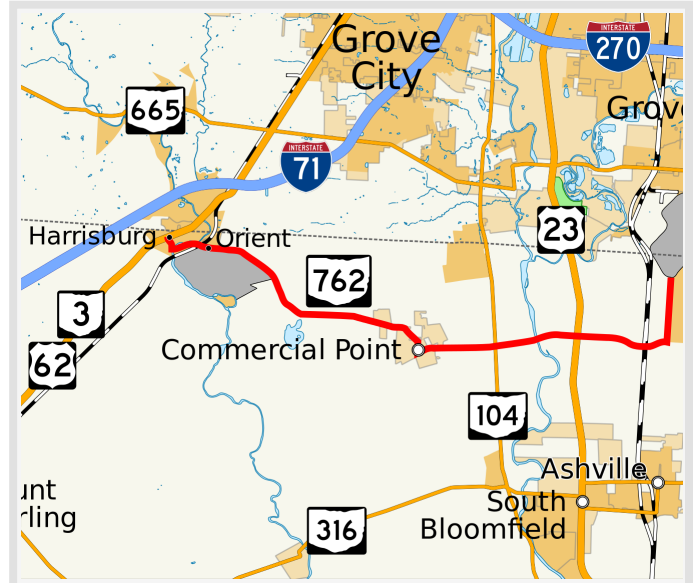 Grove
City
INTERSTATE
270
665
Grov
INTERSTATE
71
Harrisburg
Orient
23
762
3
Commercial Point
62
104
Ashville
unt
rling
South
Bloomfield
316